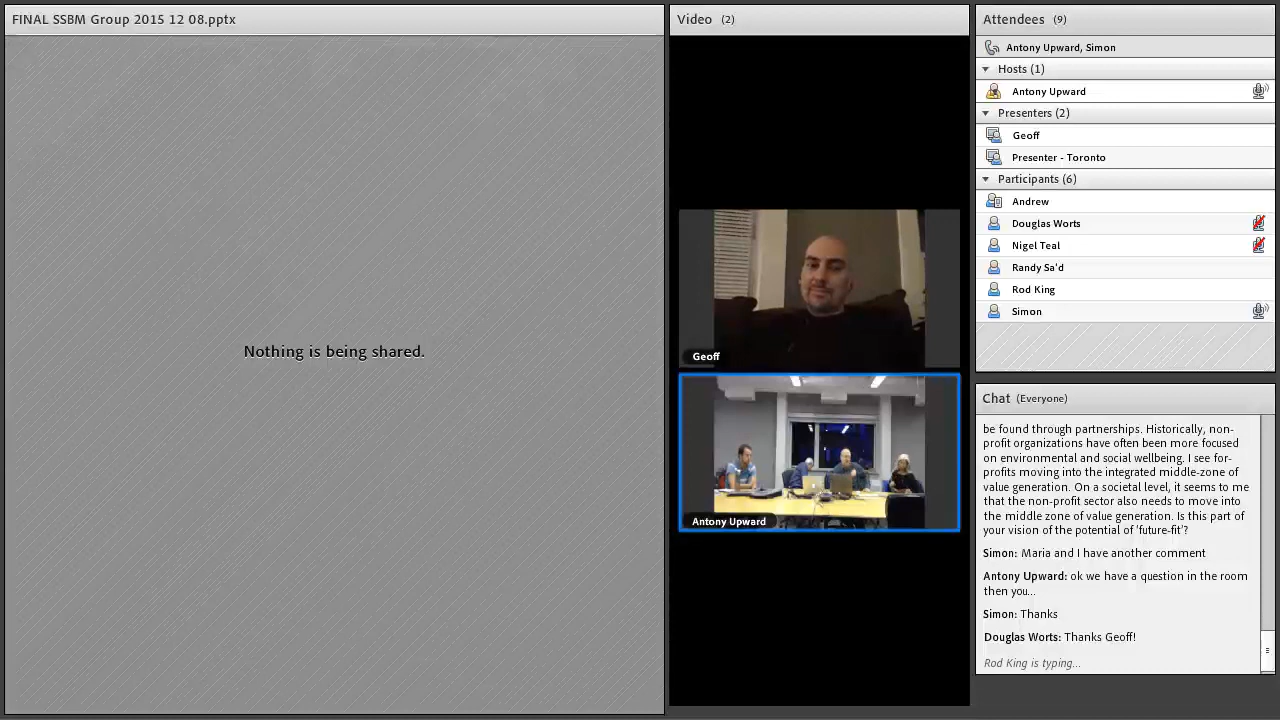 FINAL SSBM Group 2015 12 08.pptx
Nothing is being shared.
Video (2)
Geoff
Antony Upward
Attendees (9)
Antony Upward, Simon
Hosts (1)
Antony Upward
Presenters (2)
Geoff
Presenter - Toronto
Participants (6)
Andrew
Douglas Worts
Nigel Teal
Randy Sa'd
Rod King
Simon
Chat (Everyone)
be found through partnerships. Historically, non-
profit organizations have often been more focused
on environmental and social wellbeing. I see for-
profits moving into the integrated middle-zone of
value generation. On a societal level, it seems to me
that the non-profit sector also needs to move into
the middle zone of value generation. Is this part of
your vision of the potential of 'future-fit'?
Simon: Maria and I have another comment
Antony Upward: ok we have a question in the room
then you...
Simon: Thanks
Douglas Worts: Thanks Geoff!
Rod King is typing...